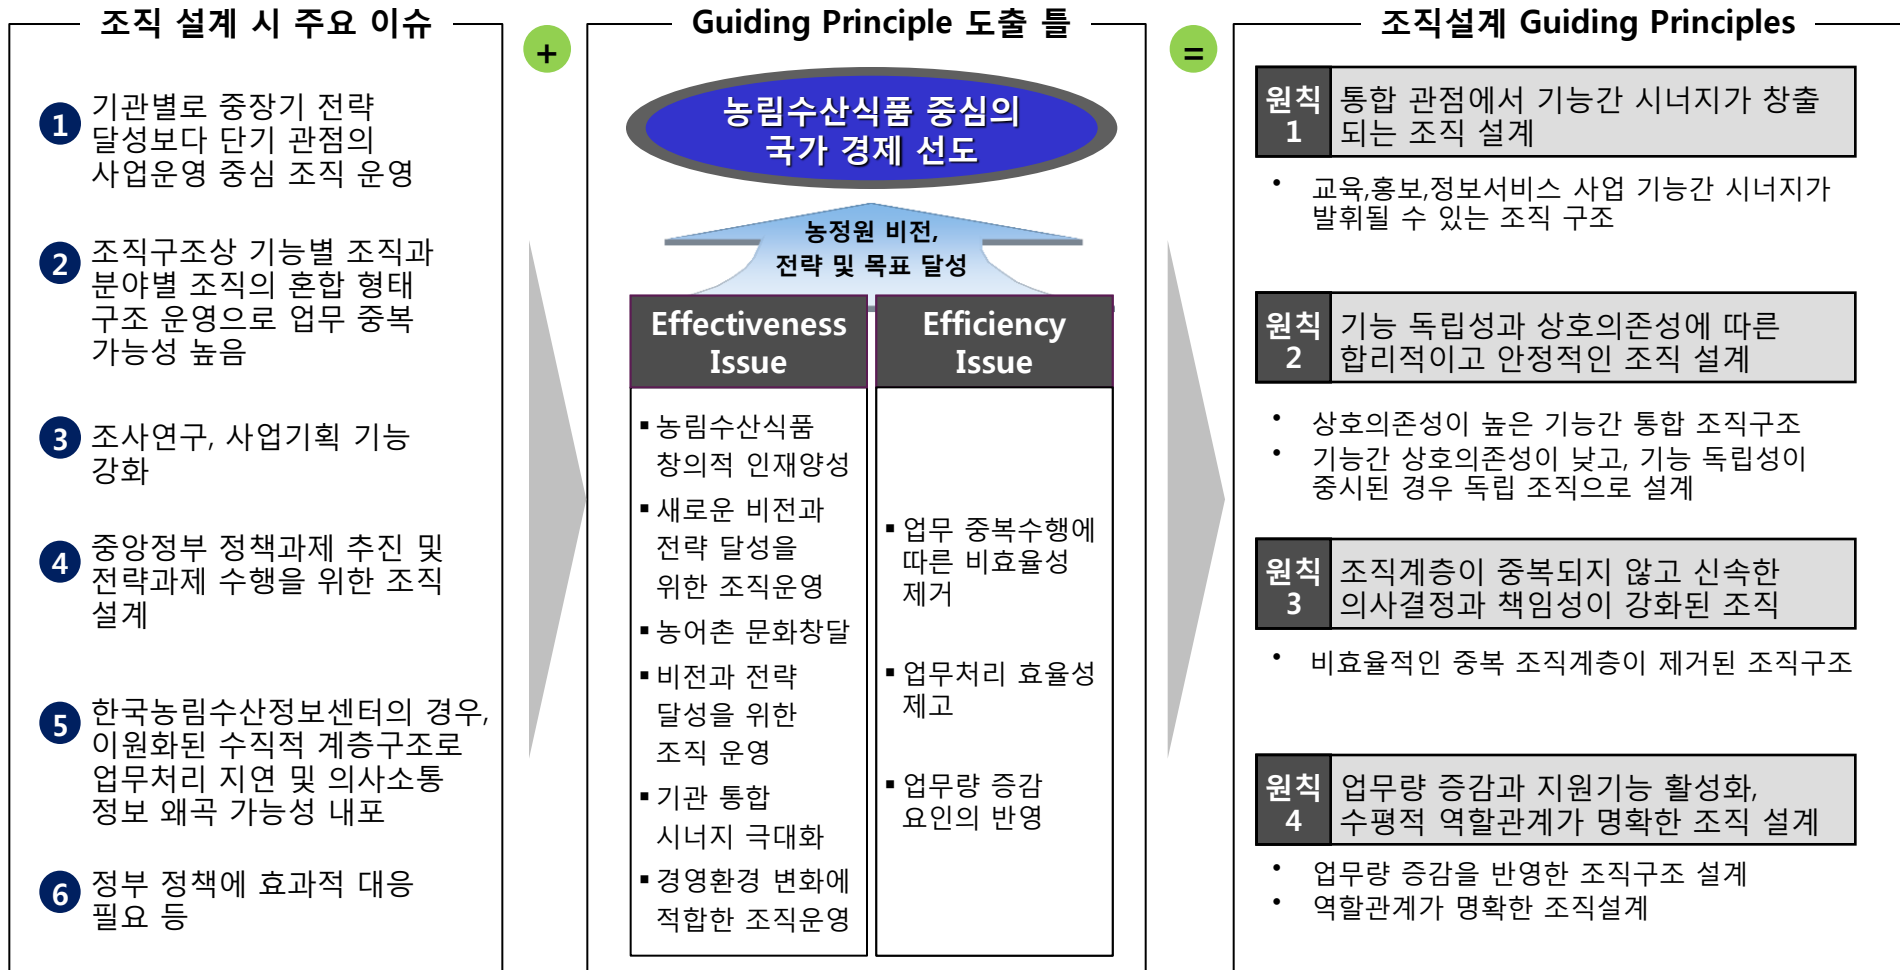 조직 설계 시 주요 이슈
1
기관별로 중장기 전략
달성보다 단기 관점의
사업운영 중심 조직 운영
2
조직구조상 기능별 조직과
분야별 조직의 혼합 형태
구조 운영으로 업무 중복
가능성 높음
3
조사연구, 사업기획 기능
강화
4
중앙정부 정책과제 추진 및
전략과제 수행을 위한 조직
설계
5
한국농림수산정보센터의 경우,
이원화된 수직적 계층구조로
업무처리 지연 및 의사소통
정보 왜곡 가능성 내포
6
정부 정책에 효과적 대응
필요 등
+
Guiding Principle 도출 틀
농림수산식품 중심의
국가 경제 선도
농정원 비전,
전략 및 목표 달성
Effectiveness
Issue
▪농림수산식품
창의적 인재양성
▪새로운 비전과
전략 달성을
위한 조직운영
▪농어촌 문화창달
▪비전과 전략
달성을 위한
조직 운영
▪기관 통합
시너지 극대화
▪경영환경 변화에
적합한 조직운영
Efficiency
Issue
▪업무 중복수행에
따른 비효율성
제거
▪업무처리 효율성
제고
▪업무량 증감
요인의 반영
=
조직설계 Guiding Principles
원칙
1
통합 관점에서 기능간 시너지가 창출
되는 조직 설계
• 교육,홍보,정보서비스 사업 기능간 시너지가
발휘될 수 있는 조직 구조
원칙
2
기능 독립성과 상호의존성에 따른
합리적이고 안정적인 조직 설계
• 상호의존성이 높은 기능간 통합 조직구조
• 기능간 상호의존성이 낮고, 기능 독립성이
중시된 경우 독립 조직으로 설계
원칙
3
조직계층이 중복되지 않고 신속한
의사결정과 책임성이 강화된 조직
• 비효율적인 중복 조직계층이 제거된 조직구조
원칙
4
업무량 증감과 지원기능 활성화,
수평적 역할관계가 명확한 조직 설계
• 업무량 증감을 반영한 조직구조 설계
• 역할관계가 명확한 조직설계